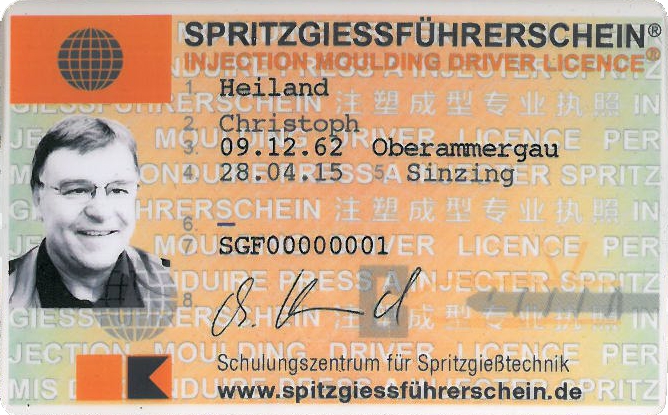 SPRITZGIESSFÜHRERSCHEIN®
INJECTION MOULDING DRIVER LICENCE®
1. Heiland
2. Christoph
3. 09.12.62 Oberammergau
4. 28.04.15 5. Sinzing
6. –
7. SGF00000001
8.
Schulungszentrum für Spritzgießtechnik
www.spitzgiessführerschein.de